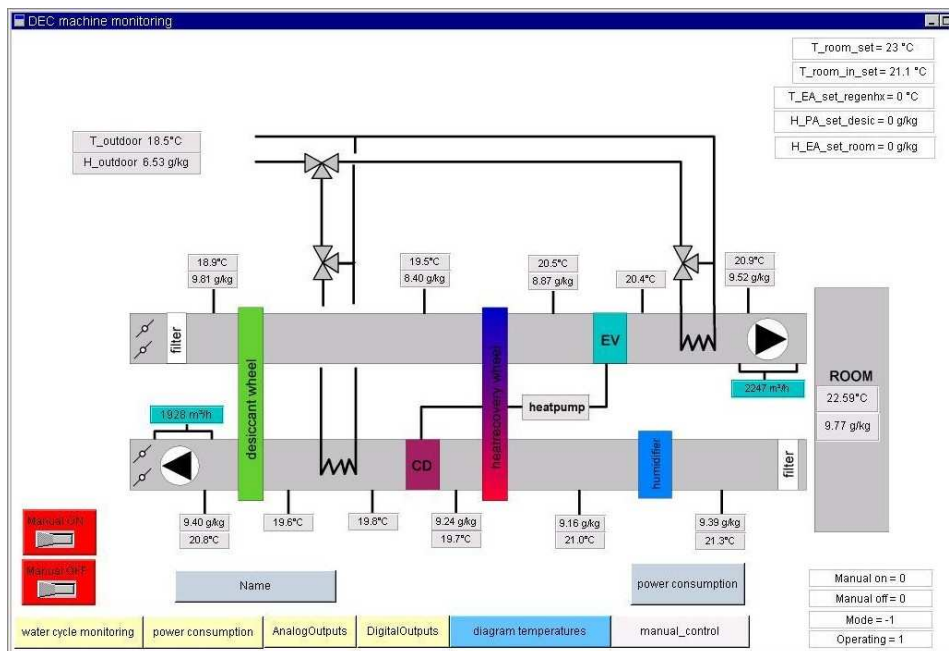 DEC machine monitoring
T_room_set = 23 °C
T_room_in_set = 21.1 °C
T_EA_set_regenhx = 0 °C
H_PA_set_desic = 0 g/kg
H_EA_set_room = 0 g/kg
T_outdoor 18.5°C
H_outdoor 6.53 g/kg
18.9°C
9.81 g/kg
19.5°C
8.40 g/kg
20.5°C
8.87 g/kg
20.4°C
20.9°C
9.52 g/kg
filter
desiccant wheel
heatrecovery wheel
EV
ROOM
22.59°C
9.77 g/kg
2247 m³/h
heatpump
1928 m³/h
CD
humidifier
filter
9.40 g/kg
20.8°C
19.6°C
19.8°C
9.24 g/kg
19.7°C
9.16 g/kg
21.0°C
9.39 g/kg
21.3°C
Manual ON
Manual OFF
Name
power consumption
Manual on = 0
Manual off = 0
Mode = -1
Operating = 1
water cycle monitoring
power consumption
AnalogOutputs
DigitalOutputs
diagram temperatures
manual_control